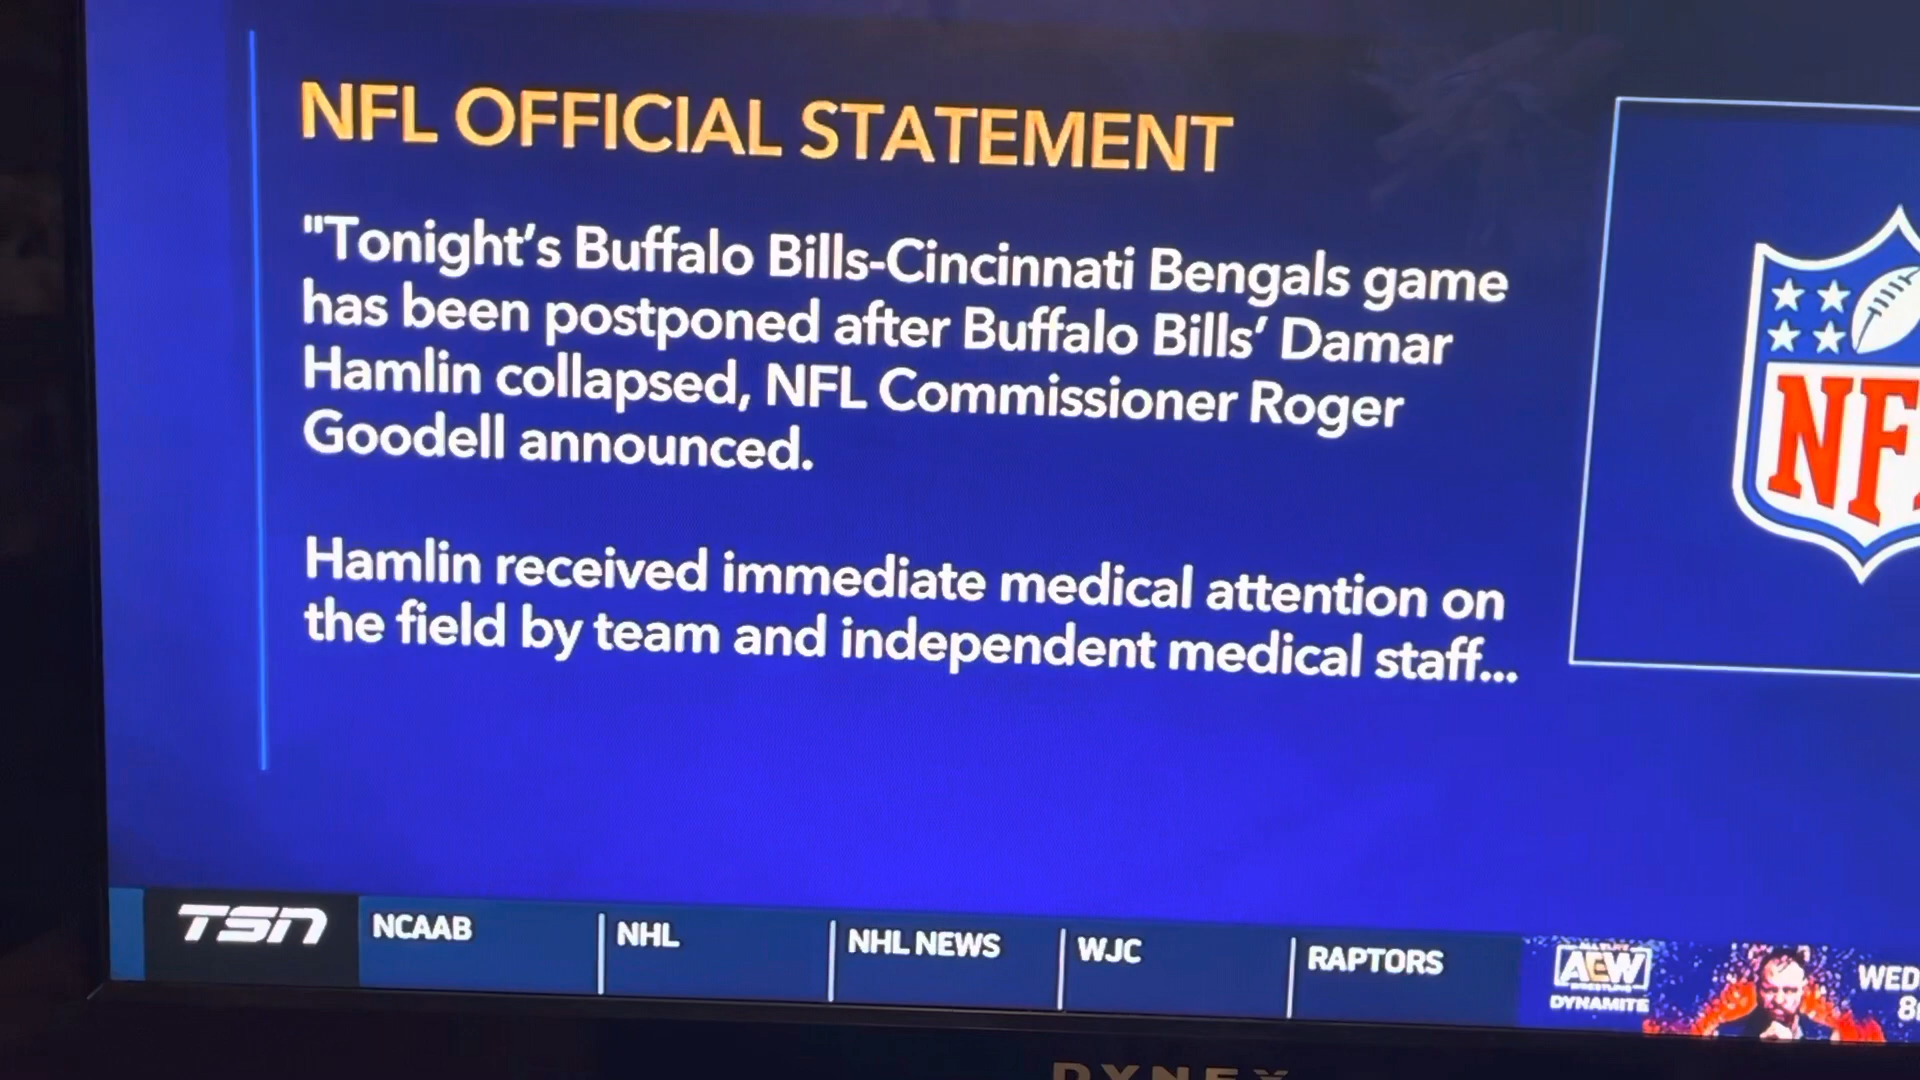 NFL OFFICIAL STATEMENT
"Tonight's Buffalo Bills-Cincinnati Bengals game
has been postponed after Buffalo Bills' Damar
Hamlin collapsed, NFL Commissioner Roger
Goodell announced.
Hamlin received immediate medical attention on
the field by team and independent medical staff...
TSN
NCAAB
NHL
NHL NEWS
WJC
RAPTORS
AEW
DYNAMITE
WED
DYNEX